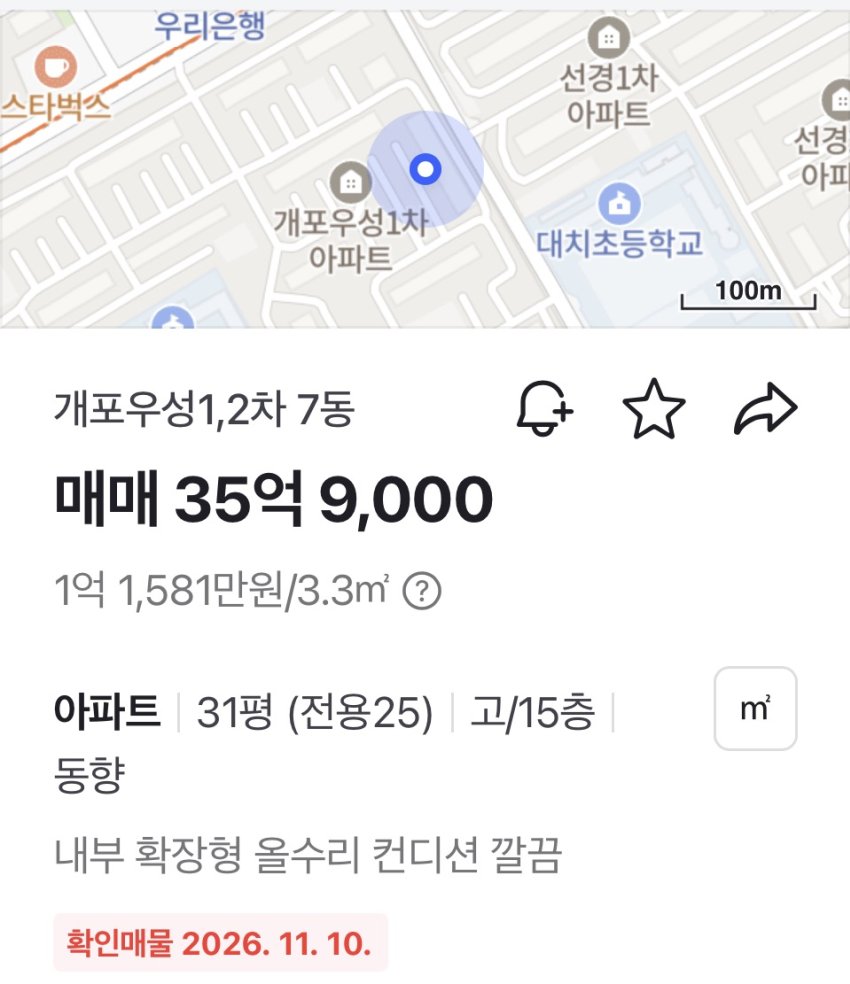 우리은행
스타벅스
선경1차
아파트
선경
아파
개포우성1차
아파트
대치초등학교
100m
개포우성1,2차 7동
매매 35억 9,000
1억 1,581만원/3.3㎡ ?
아파트 | 31평 (전용25) | 고/15층 |
㎡
동향
내부 확장형 올수리 컨디션 깔끔
확인매물 2026. 11. 10.